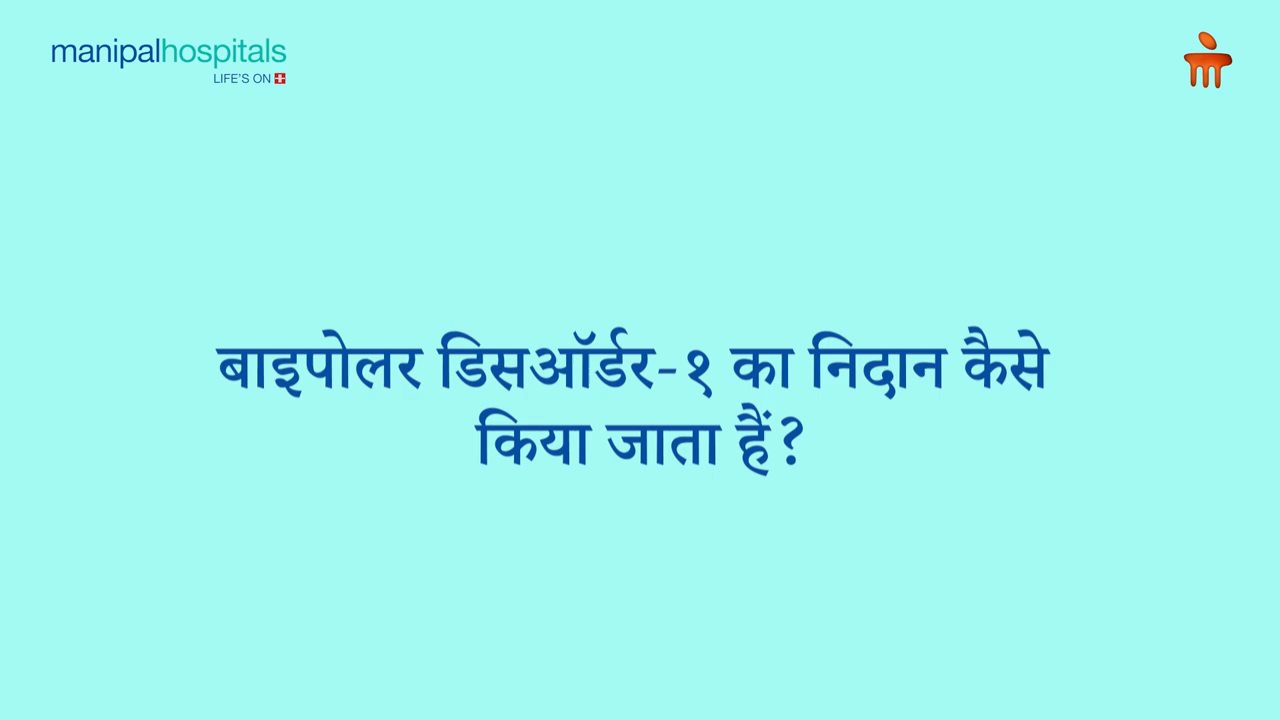 manipalhospitals
LIFE'S ON
बाइपोलर डिसऑर्डर-१ का निदान कैसे
किया जाता हैं?